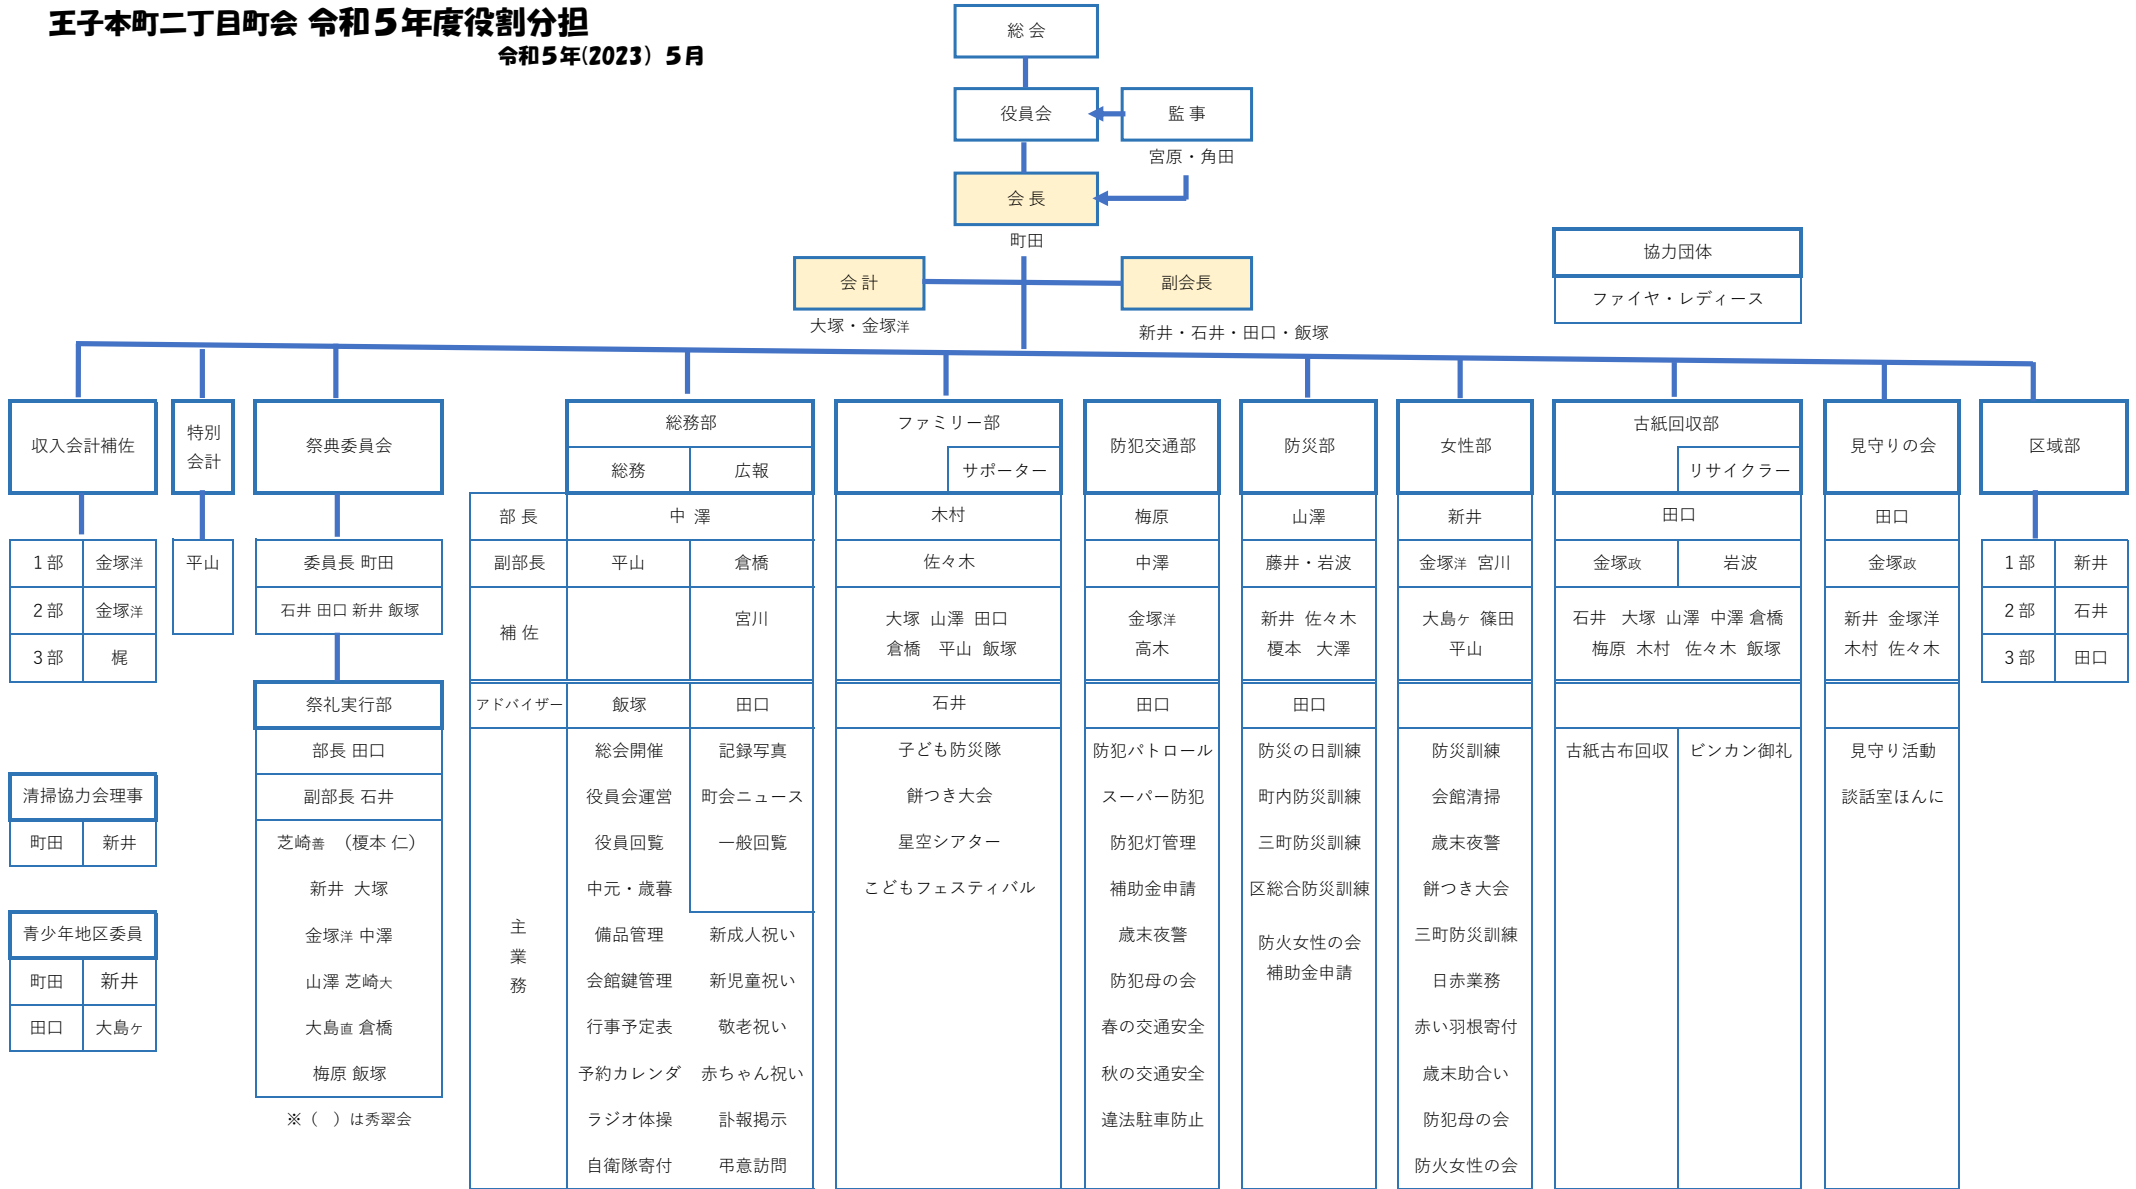 王子本町二丁目町会 令和５年度役割分担
令和５年(2023）５月
総 会
役員会
監 事
宮原・角田
会 長
町田
会 計
大塚・金塚洋
副会長
新井・石井・田口・飯塚
協力団体
ファイヤ・レディース
収入会計補佐
1 部 金塚洋
2 部 金塚洋
3 部 梶
特別
会計
平山
祭典委員会
委員長 町田
石井 田口 新井 飯塚
祭礼実行部
部長 田口
副部長 石井
芝崎善 （榎本 仁）
新井 大塚
金塚洋 中澤
山澤 芝崎大
大島直 倉橋
梅原 飯塚
※（　）は秀翠会
清掃協力会理事
町田 新井
青少年地区委員
町田 新井
田口 大島ヶ
部 長
副部長
補 佐
アドバイザー
主
業
務
総務部
総務 広報
中 澤
平山 倉橋
宮川
飯塚 田口
総会開催 記録写真
役員会運営 町会ニュース
役員回覧 一般回覧
中元・歳暮
備品管理 新成人祝い
会館鍵管理 新児童祝い
行事予定表 敬老祝い
予約カレンダ 赤ちゃん祝い
ラジオ体操 訃報掲示
自衛隊寄付 弔意訪問
ファミリー部
サポーター
木村
佐々木
大塚 山澤 田口
倉橋 平山 飯塚
石井
子ども防災隊
餅つき大会
星空シアター
こどもフェスティバル
防犯交通部
梅原
中澤
金塚洋
高木
田口
防犯パトロール
スーパー防犯
防犯灯管理
補助金申請
歳末夜警
防犯母の会
春の交通安全
秋の交通安全
違法駐車防止
防災部
山澤
藤井・岩波
新井 佐々木
榎本 大澤
田口
防災の日訓練
町内防災訓練
三町防災訓練
区総合防災訓練
防火女性の会
補助金申請
女性部
新井
金塚洋 宮川
大島ヶ 篠田
平山
防災訓練
会館清掃
歳末夜警
餅つき大会
三町防災訓練
日赤業務
赤い羽根寄付
歳末助合い
防犯母の会
防火女性の会
古紙回収部
リサイクラー
田口
金塚政 岩波
石井 大塚 山澤 中澤 倉橋
梅原 木村 佐々木 飯塚
古紙古布回収 ビンカン御礼
見守りの会
田口
金塚政
新井 金塚洋
木村 佐々木
見守り活動
談話室ほんに
区域部
1 部 新井
2 部 石井
3 部 田口